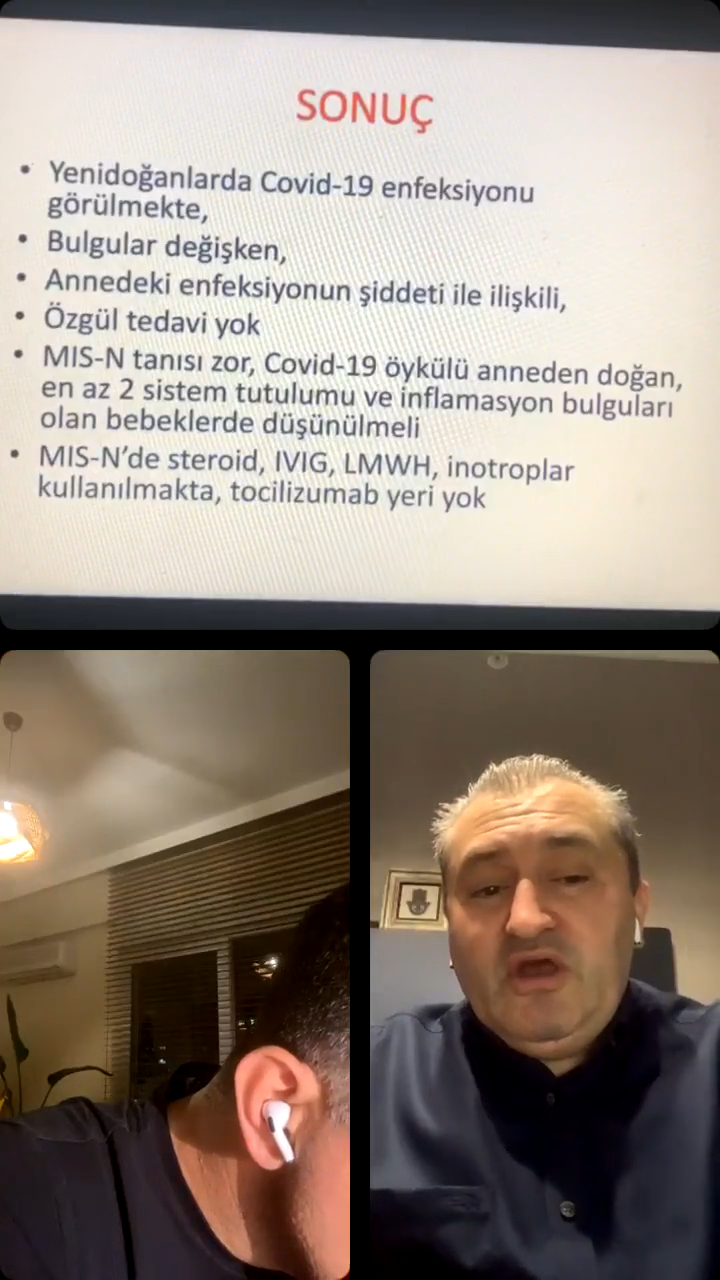 SONUÇ
• Yenidoğanlarda Covid-19 enfeksiyonu
görülmekte,
• Bulgular değişken,
• Annedeki enfeksiyonun şiddeti ile ilişkili,
• Özgül tedavi yok
• MIS-N tanısı zor, Covid-19 öykülü anneden doğan,
en az 2 sistem tutulumu ve inflamasyon bulguları
olan bebeklerde düşünülmeli
• MIS-N’de steroid, IVIG, LMWH, inotroplar
kullanılmakta, tocilizumab yeri yok